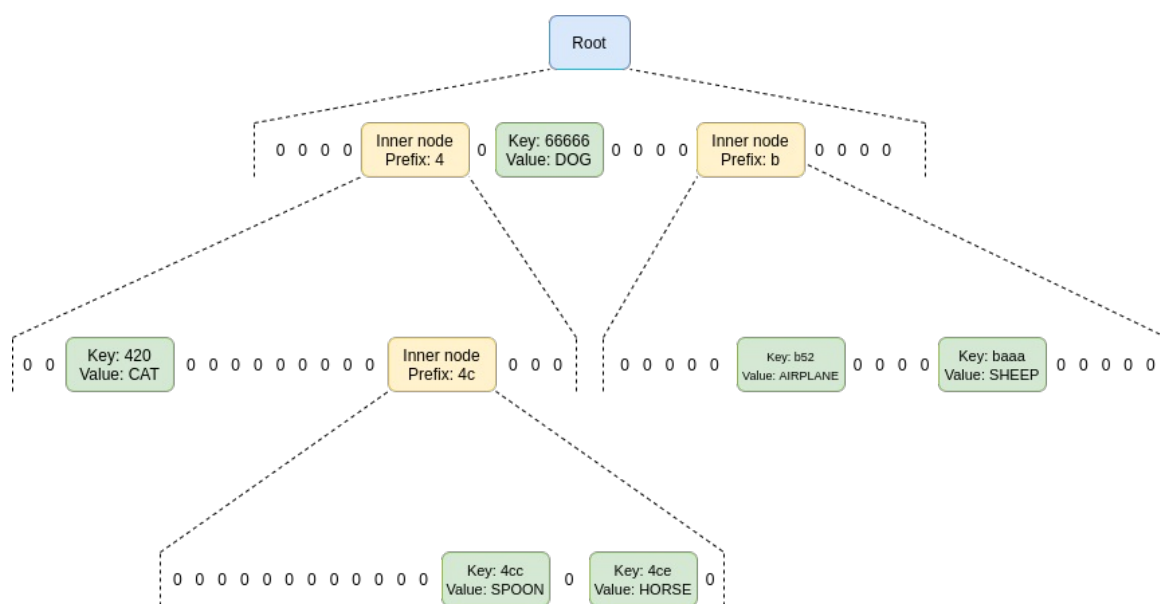 Root
0 0 0 0 Inner node Prefix: 4 0 Key: 66666 Value: DOG 0 0 0 0 Inner node Prefix: b 0 0 0 0
0 0 Key: 420 Value: CAT 0 0 0 0 0 0 0 0 0 Inner node Prefix: 4c 0 0 0
0 0 0 0 0 Key: b52 Value: AIRPLANE 0 0 0 0 Key: baaa Value: SHEEP 0 0 0 0 0
0 0 0 0 0 0 0 0 0 0 0 0 Key: 4cc Value: SPOON 0 Key: 4ce Value: HORSE 0